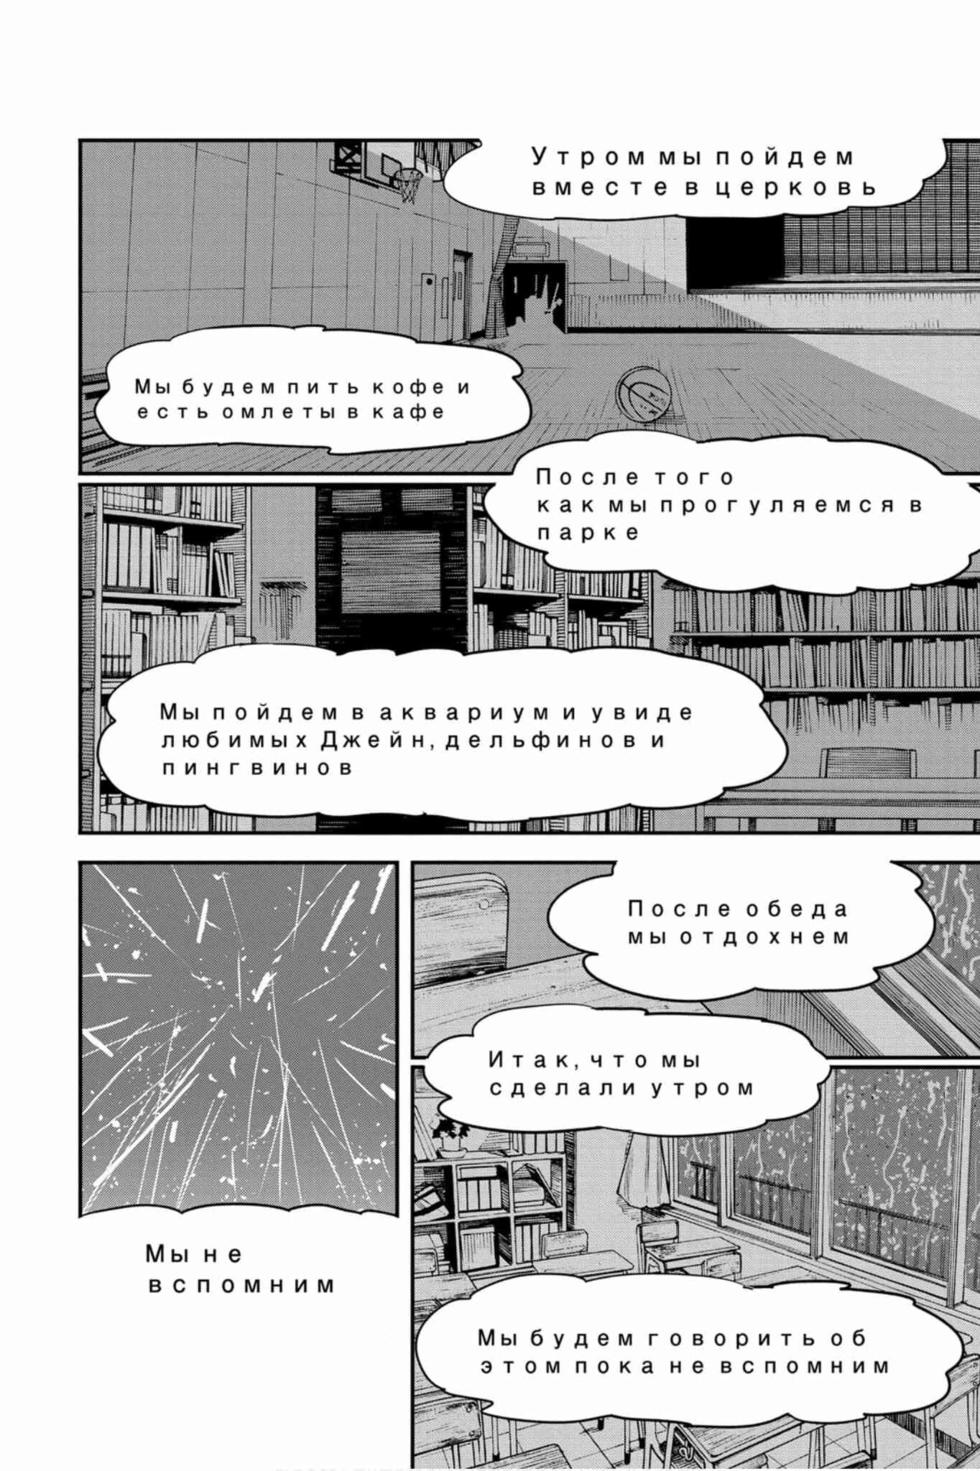 Утром мы пойдем
вместе в церковь
Мы будем пить кофе и
есть омлеты в кафе
После того
как мы прогуляемся в
парке
Мы пойдем в аквариум и увиде
любимых Джейн, дельфинов и
пингвинов
После обеда
мы отдохнем
Итак, что мы
сделали утром
Мы будем говорить об
этом пока не вспомним
Мы не
вспомним